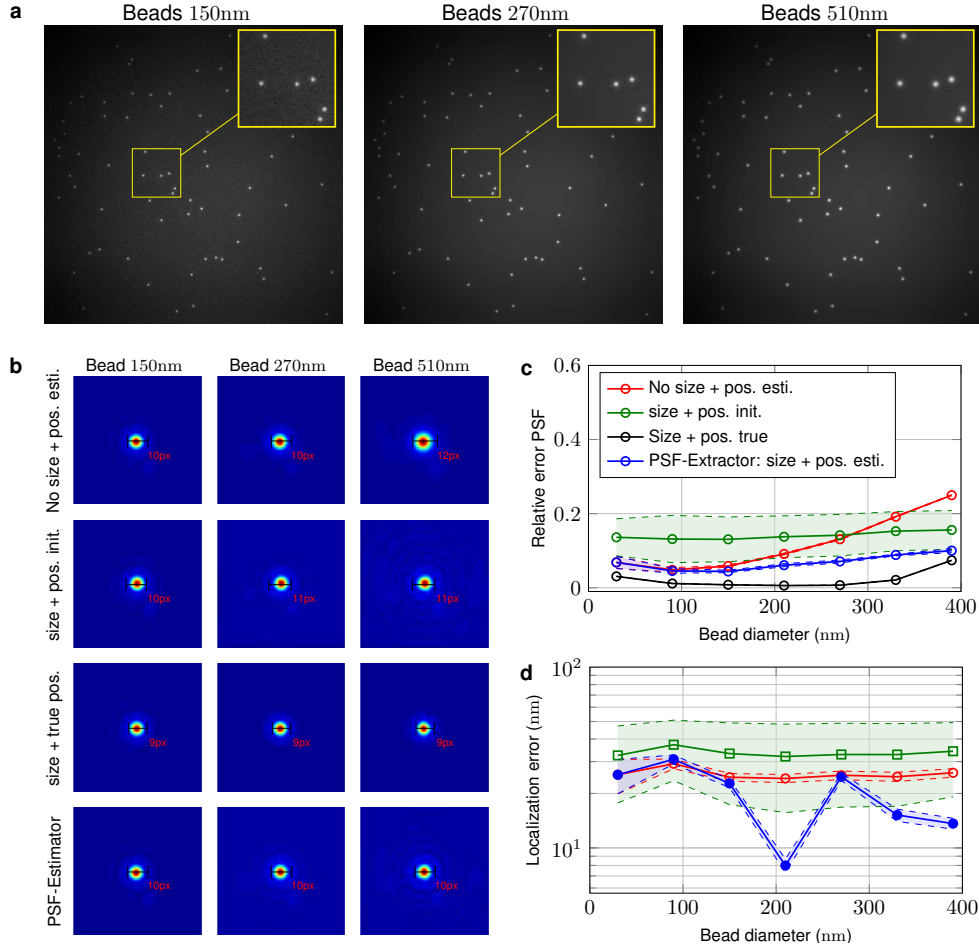 a
Beads 150nm
Beads 270nm
Beads 510nm
b
Bead 150nm
Bead 270nm
Bead 510nm
No size + pos. esti.
10px
10px
12px
size + pos. init.
10px
11px
11px
size + true pos.
9px
9px
9px
PSF-Estimator
10px
10px
10px
c
No size + pos. esti.
size + pos. init.
Size + pos. true
PSF-Extractor: size + pos. esti.
Relative error PSF
0.6
0.4
0.2
0
0 100 200 300 400
Bead diameter (nm)
d
Localization error (nm)
10²
10¹
0 100 200 300 400
Bead diameter (nm)